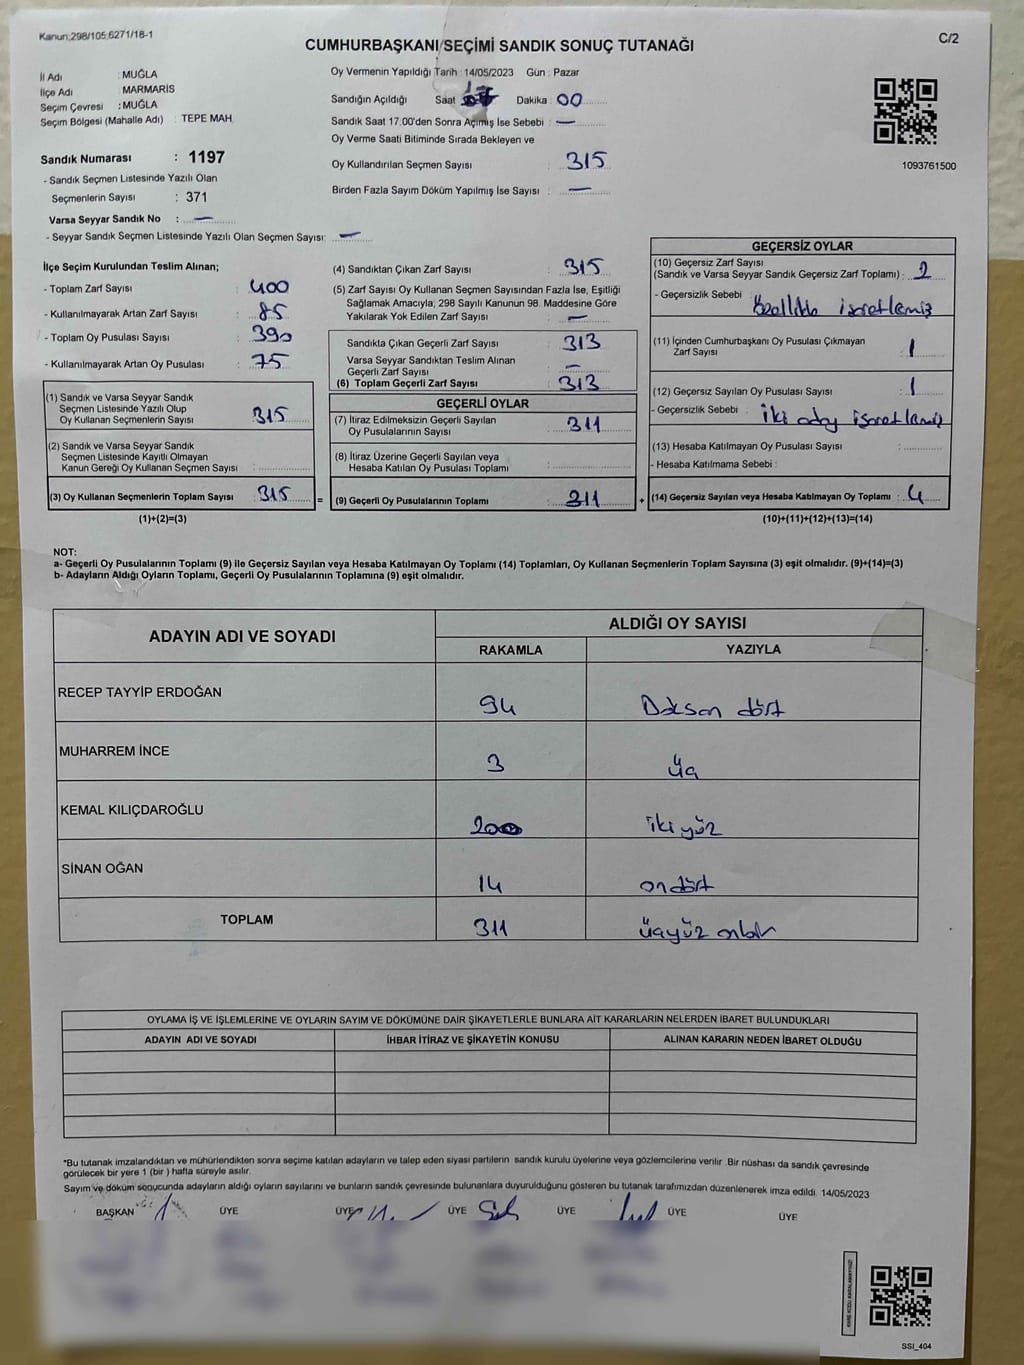 Kanun:298/105;6271/18-1
C/2
CUMHURBAŞKANI SEÇİMİ SANDIK SONUÇ TUTANAĞI
İl Adı : MUĞLA
İlçe Adı : MARMARİS
Seçim Çevresi : MUĞLA
Seçim Bölgesi (Mahalle Adı) : TEPE MAH.
Sandık Numarası : 1197
- Sandık Seçmen Listesinde Yazılı Olan
Seçmenlerin Sayısı : 371
Varsa Seyyar Sandık No : —
- Seyyar Sandık Seçmen Listesinde Yazılı Olan Seçmen Sayısı: —
Oy Vermenin Yapıldığı Tarih : 14/05/2023 Gün : Pazar
Sandığın Açıldığı Saat Dakika : 00
Sandık Saat 17.00'den Sonra Açımış İse Sebebi : —
Oy Verme Saati Bitiminde Sırada Bekleyen ve
Oy Kullandırılan Seçmen Sayısı : 315
Birden Fazla Sayım Döküm Yapılmış İse Sayısı : —
1093761500
İlçe Seçim Kurulundan Teslim Alınan;
- Toplam Zarf Sayısı : 400
- Kullanılmayarak Artan Zarf Sayısı : 85
- Toplam Oy Pusulası Sayısı : 390
- Kullanılmayarak Artan Oy Pusulası : 75
(1) Sandık ve Varsa Seyyar Sandık
Seçmen Listesinde Yazılı Olup
Oy Kullanan Seçmenlerin Sayısı : 315
(2) Sandık ve Varsa Seyyar Sandık
Seçmen Listesinde Kayıtlı Olmayan
Kanun Gereği Oy Kullanan Seçmen Sayısı :
(3) Oy Kullanan Seçmenlerin Toplam Sayısı : 315 =
(1)+(2)=(3)
(4) Sandıktan Çıkan Zarf Sayısı : 315
(5) Zarf Sayısı Oy Kullanan Seçmen Sayısından Fazla İse, Eşitliği
Sağlamak Amacıyla; 298 Sayılı Kanunun 98. Maddesine Göre
Yakılarak Yok Edilen Zarf Sayısı : —
Sandıkta Çıkan Geçerli Zarf Sayısı : 313
Varsa Seyyar Sandıktan Teslim Alınan
Geçerli Zarf Sayısı : —
(6) Toplam Geçerli Zarf Sayısı : 313
GEÇERLİ OYLAR
(7) İtiraz Edilmeksizin Geçerli Sayılan
Oy Pusulalarının Sayısı : 311
(8) İtiraz Üzerine Geçerli Sayılan veya
Hesaba Katılan Oy Pusulası Toplamı :
(9) Geçerli Oy Pusulalarının Toplamı : 311 +
GEÇERSİZ OYLAR
(10) Geçersiz Zarf Sayısı
(Sandık ve Varsa Seyyar Sandık Geçersiz Zarf Toplamı) : 2
- Geçersizlik Sebebi : işaretlemiz
(11) İçinden Cumhurbaşkanı Oy Pusulası Çıkmayan
Zarf Sayısı : 1
(12) Geçersiz Sayılan Oy Pusulası Sayısı : 1
- Geçersizlik Sebebi : iki aday işaretlemiz
(13) Hesaba Katılmayan Oy Pusulası Sayısı :
- Hesaba Katılmama Sebebi :
(14) Geçersiz Sayılan veya Hesaba Katılmayan Oy Toplamı : 4
(10)+(11)+(12)+(13)=(14)
NOT:
a- Geçerli Oy Pusulalarının Toplamı (9) ile Geçersiz Sayılan veya Hesaba Katılmayan Oy Toplamı (14) Toplamları, Oy Kullanan Seçmenlerin Toplam Sayısına (3) eşit olmalıdır. (9)+(14)=(3)
b- Adayların Aldığı Oyların Toplamı, Geçerli Oy Pusulalarının Toplamına (9) eşit olmalıdır.
ADAYIN ADI VE SOYADI
ALDIĞI OY SAYISI
RAKAMLA YAZIYLA
RECEP TAYYİP ERDOĞAN 94 Doksan dört
MUHARREM İNCE 3 üç
KEMAL KILIÇDAROĞLU 200 iki yüz
SİNAN OĞAN 14 ondört
TOPLAM 311 üçyüz onbir
OYLAMA İŞ VE İŞLEMLERİNE VE OYLARIN SAYIM VE DÖKÜMÜNE DAİR ŞİKAYETLERLE BUNLARA AİT KARARLARIN NELERDEN İBARET BULUNDUKLARI
ADAYIN ADI VE SOYADI İHBAR İTİRAZ VE ŞİKAYETİN KONUSU ALINAN KARARIN NEDEN İBARET OLDUĞU
*Bu tutanak imzalandıktan ve mühürlendikten sonra seçime katılan adayların ve talep eden siyasi partilerin sandık kurulu üyelerine veya gözlemcilerine verilir .Bir nüshası da sandık çevresinde
görülecek bir yere 1 (bir ) hafta süreyle asılır.
Sayım ve döküm sonucunda adayların aldığı oyların sayılarını ve bunların sandık çevresinde bulunanlara duyurulduğunu gösteren bu tutanak tarafımızdan düzenlenerek imza edildi. 14/05/2023
BAŞKAN ÜYE ÜYE ÜYE ÜYE ÜYE ÜYE
KARE KODU KARALAMAYINIZ!
SSİ_404